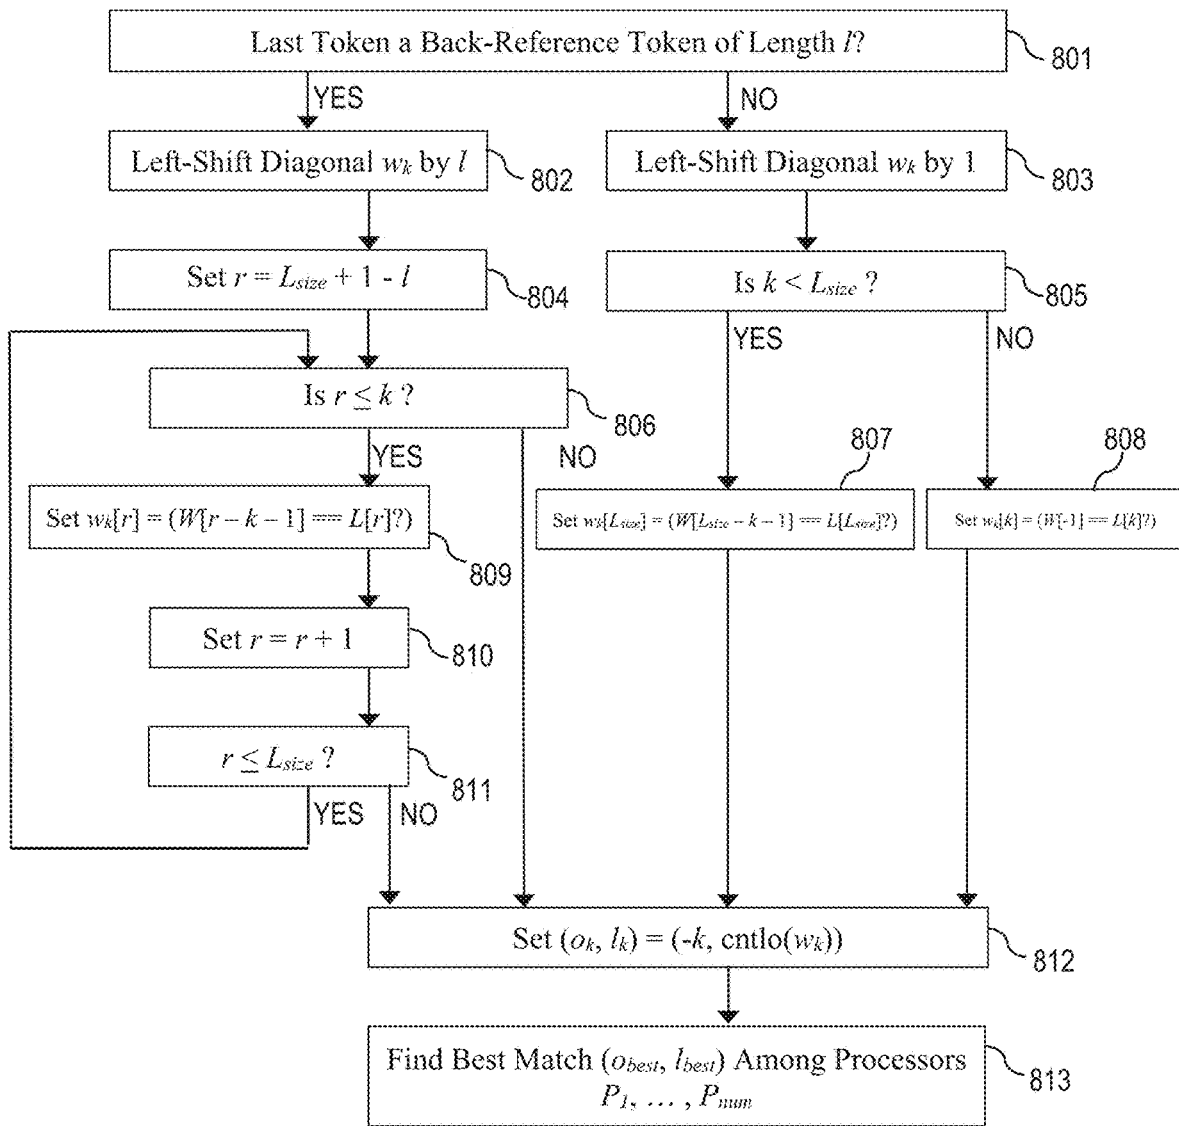 Last Token a Back-Reference Token of Length l?
801
YES
NO
Left-Shift Diagonal wk by l
802
Left-Shift Diagonal wk by 1
803
Set r = Lsize + 1 - l
804
Is k < Lsize ?
805
YES
NO
Is r ≤ k ?
806
YES
NO
807
808
Set wk[r] = (W[r – k – 1] == L[r]?)
809
Set wk[Lsize] = (W[Lsize – k – 1] == L[Lsize]?)
Set wk[k] = (W[-1] == L[k]?)
Set r = r + 1
810
r ≤ Lsize ?
811
YES
NO
Set (ok, lk) = (-k, cntlo(wk))
812
Find Best Match (obest, lbest) Among Processors
P1, … , Pnum
813